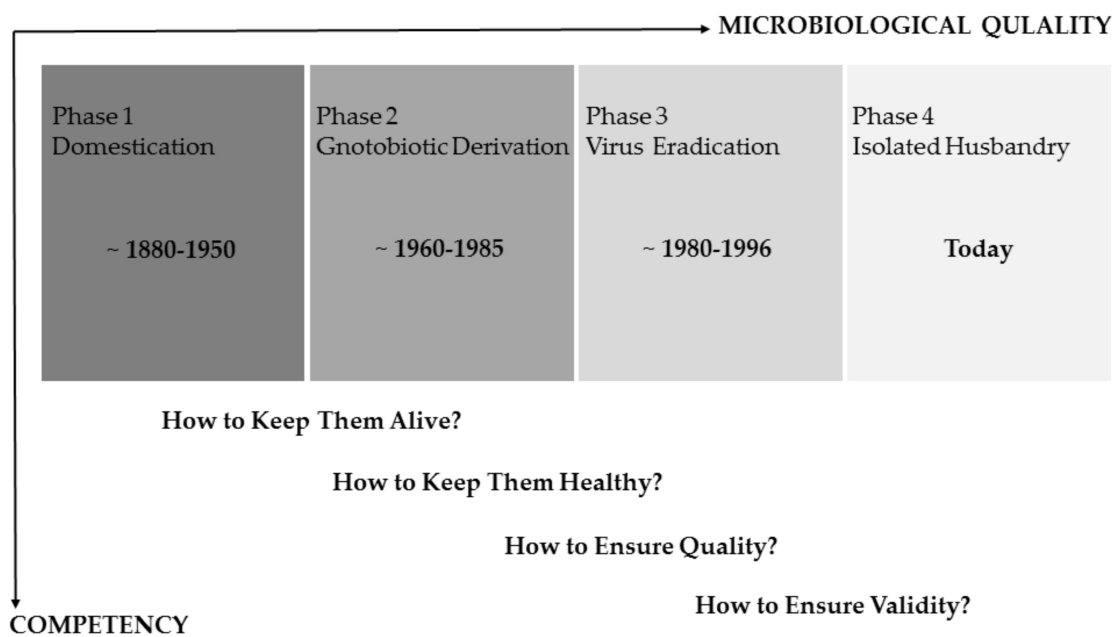 MICROBIOLOGICAL QULALITY
Phase 1
Domestication
~ 1880-1950
Phase 2
Gnotobiotic Derivation
~ 1960-1985
Phase 3
Virus Eradication
~ 1980-1996
Phase 4
Isolated Husbandry
Today
How to Keep Them Alive?
How to Keep Them Healthy?
How to Ensure Quality?
How to Ensure Validity?
COMPETENCY